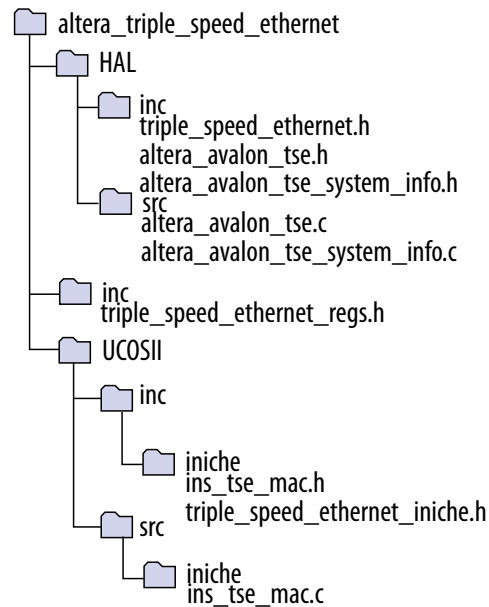 altera_triple_speed_ethernet
HAL
inc
triple_speed_ethernet.h
altera_avalon_tse.h
altera_avalon_tse_system_info.h
src
altera_avalon_tse.c
altera_avalon_tse_system_info.c
inc
triple_speed_ethernet_regs.h
UCOSII
inc
iniche
ins_tse_mac.h
triple_speed_ethernet_iniche.h
src
iniche
ins_tse_mac.c